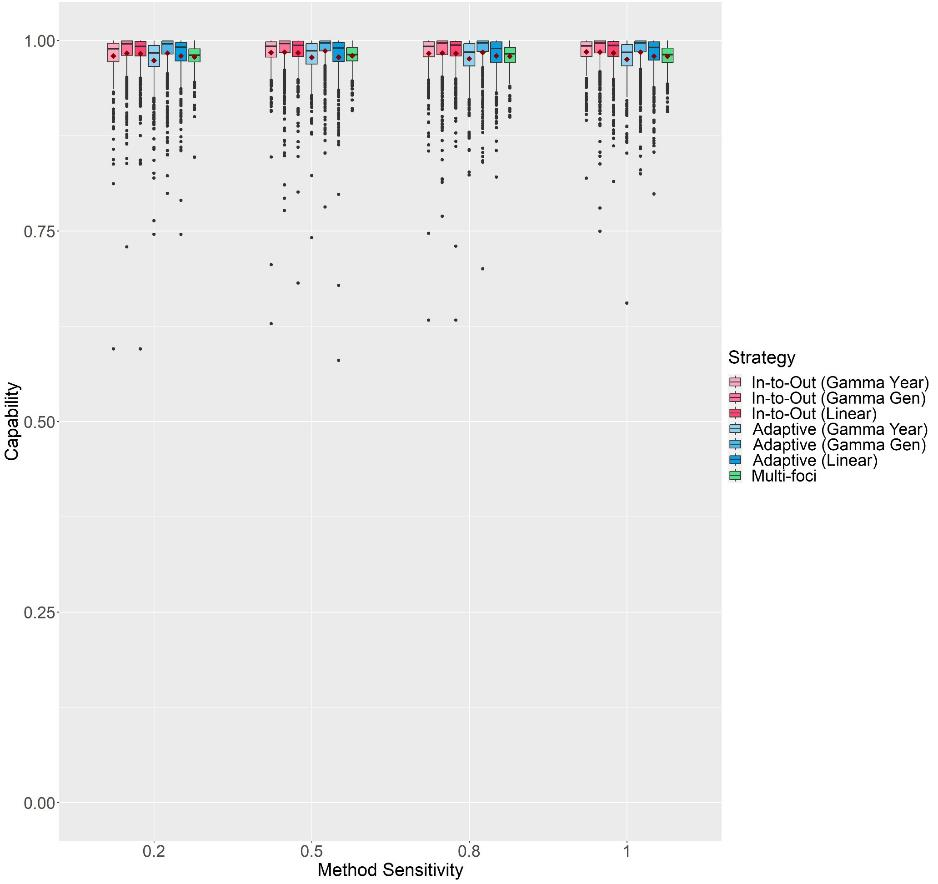 1.00
0.75
0.50
0.25
0.00
Capability
0.2
0.5
0.8
1
Method Sensitivity
Strategy
In-to-Out (Gamma Year)
In-to-Out (Gamma Gen)
In-to-Out (Linear)
Adaptive (Gamma Year)
Adaptive (Gamma Gen)
Adaptive (Linear)
Multi-foci